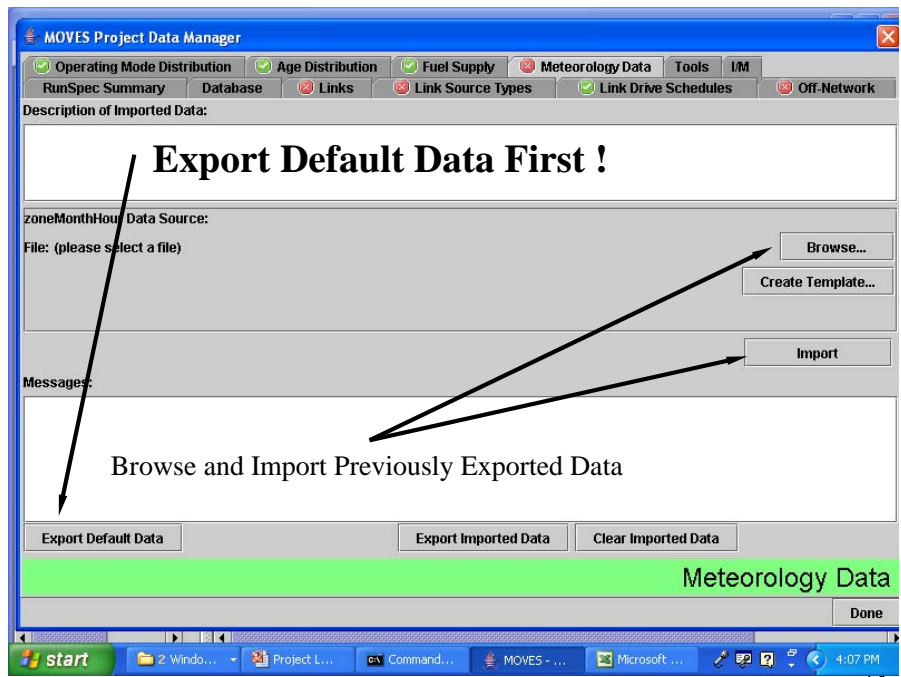 MOVES Project Data Manager
Operating Mode Distribution Age Distribution Fuel Supply Meteorology Data Tools I/M
RunSpec Summary Database Links Link Source Types Link Drive Schedules Off-Network
Description of Imported Data:
Export Default Data First !
zoneMonthHour Data Source:
File: (please select a file)
Browse...
Create Template...
Import
Messages:
Browse and Import Previously Exported Data
Export Default Data Export Imported Data Clear Imported Data
Meteorology Data
Done
start 2 Windo... Project L... Command... MOVES - ... Microsoft ... 4:07 PM